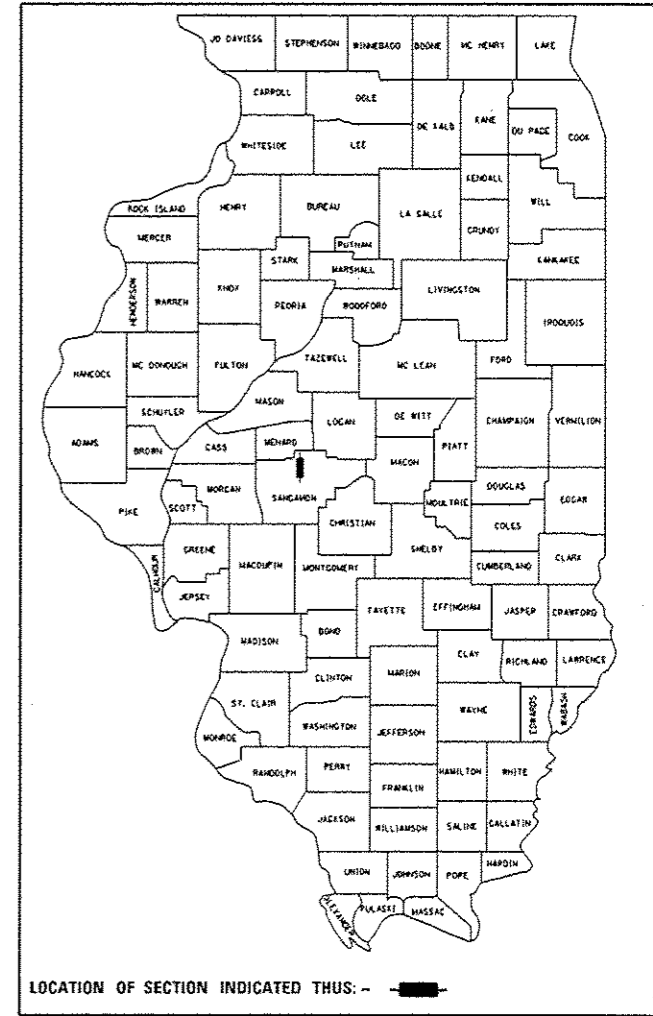 JO DAVIESS STEPHENSON WINNEBAGO BOONE MC HENRY LAKE
CARROLL OGLE DE KALB KANE DU PAGE COOK
WHITESIDE LEE
KENDALL
ROCK ISLAND HENRY BUREAU LA SALLE GRUNDY WILL
MERCER PUTNAM
STARK MARSHALL KANKAKEE
HENDERSON WARREN KNOX PEORIA WOODFORD LIVINGSTON IROQUOIS
HANCOCK MC DONOUGH FULTON TAZEWELL MC LEAN FORD
SCHUYLER MASON LOGAN DE WITT CHAMPAIGN VERMILION
ADAMS BROWN CASS MENARD MACON PIATT
PIKE SCOTT MORGAN SANGAMON CHRISTIAN MOULTRIE DOUGLAS EDGAR
COLES
CALHOUN GREENE MACOUPIN MONTGOMERY SHELBY CUMBERLAND CLARK
JERSEY FAYETTE EFFINGHAM JASPER CRAWFORD
MADISON BOND CLAY RICHLAND LAWRENCE
CLINTON MARION
ST. CLAIR WAYNE EDWARDS WABASH
MONROE WASHINGTON JEFFERSON
RANDOLPH PERRY FRANKLIN HAMILTON WHITE
JACKSON WILLIAMSON SALINE GALLATIN
UNION JOHNSON POPE HARDIN
ALEXANDER PULASKI MASSAC
LOCATION OF SECTION INDICATED THUS: -